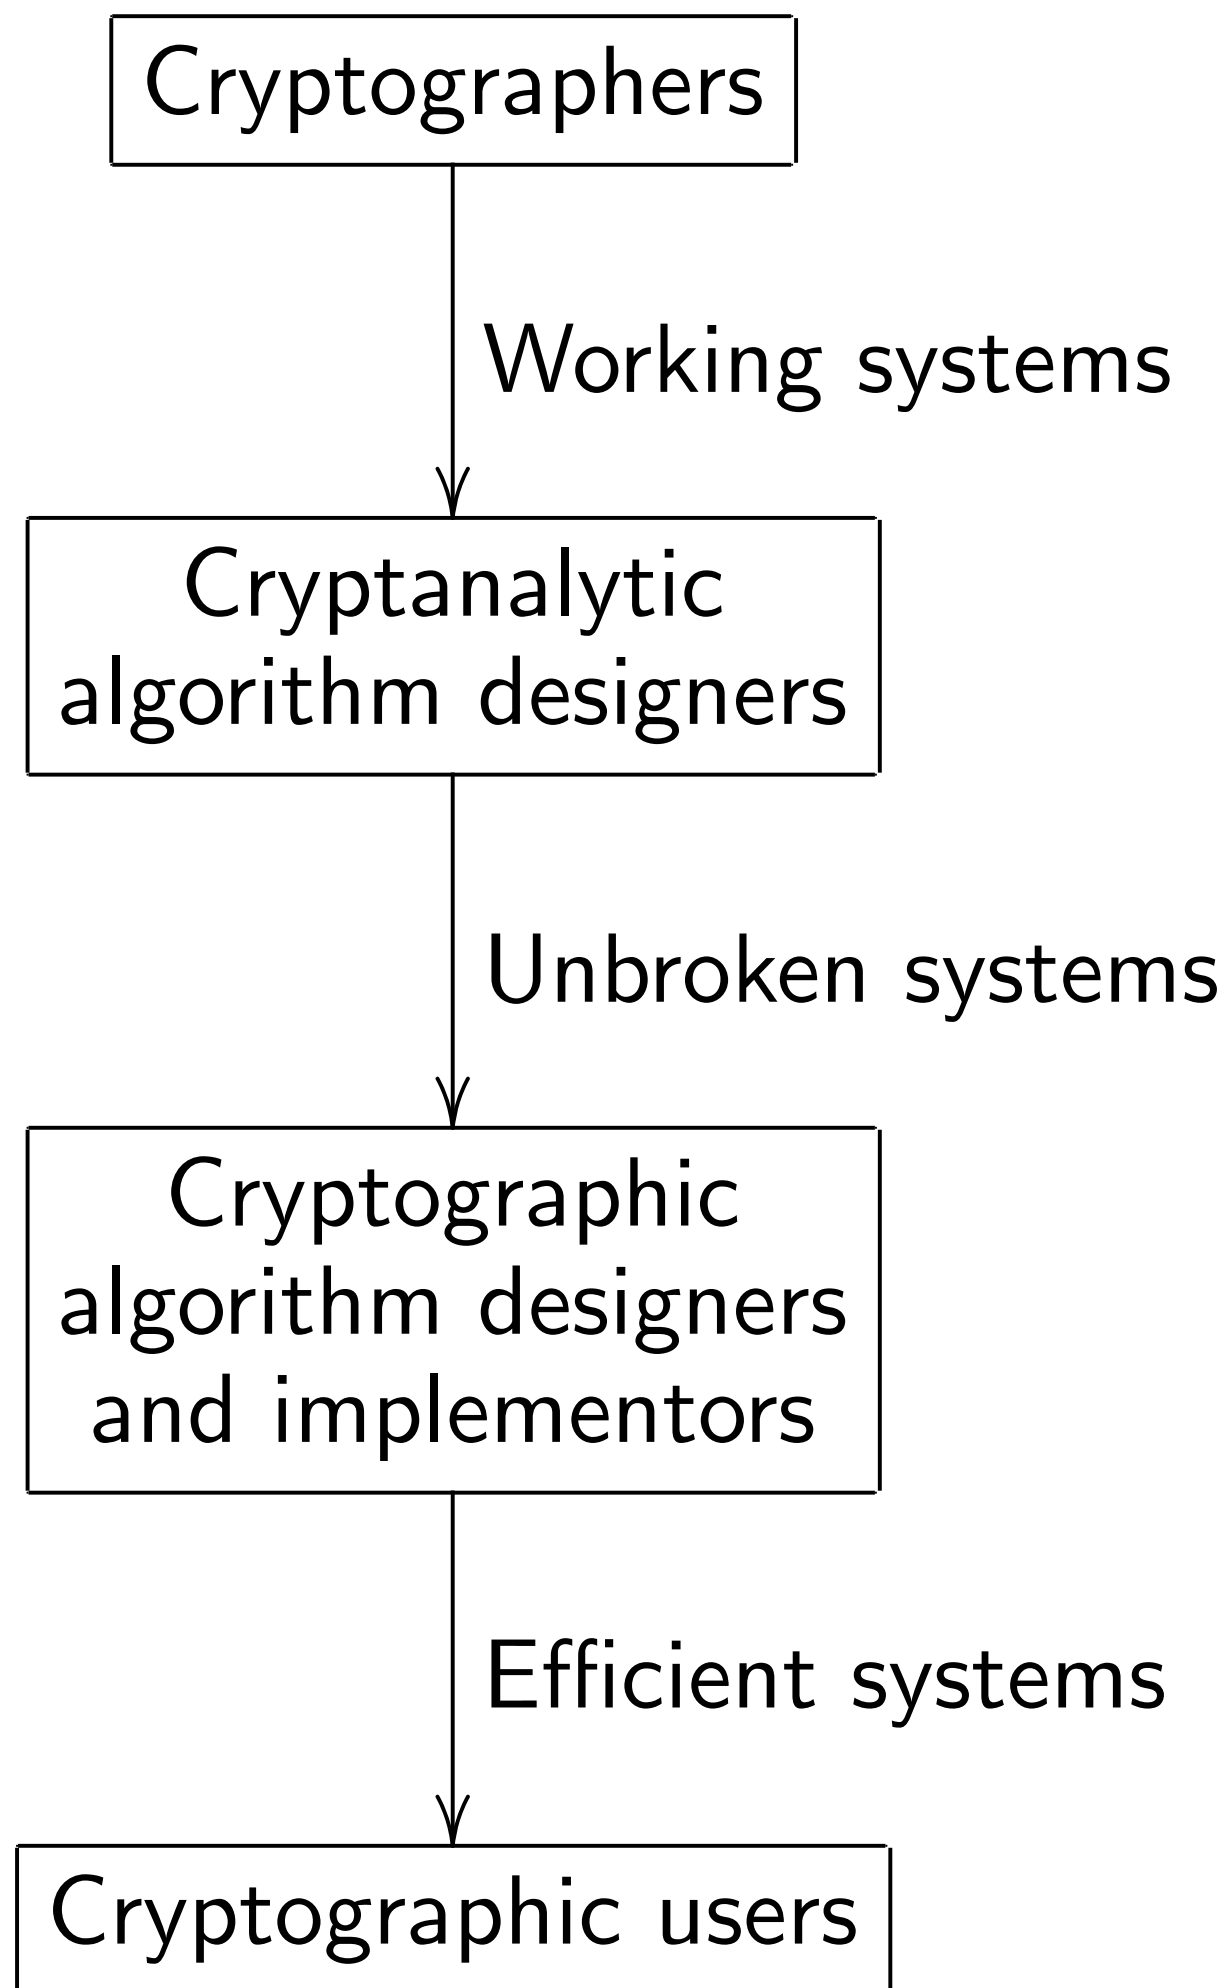 Cryptographers
Working systems
Cryptanalytic
algorithm designers
Unbroken systems
Cryptographic
algorithm designers
and implementors
Efficient systems
Cryptographic users